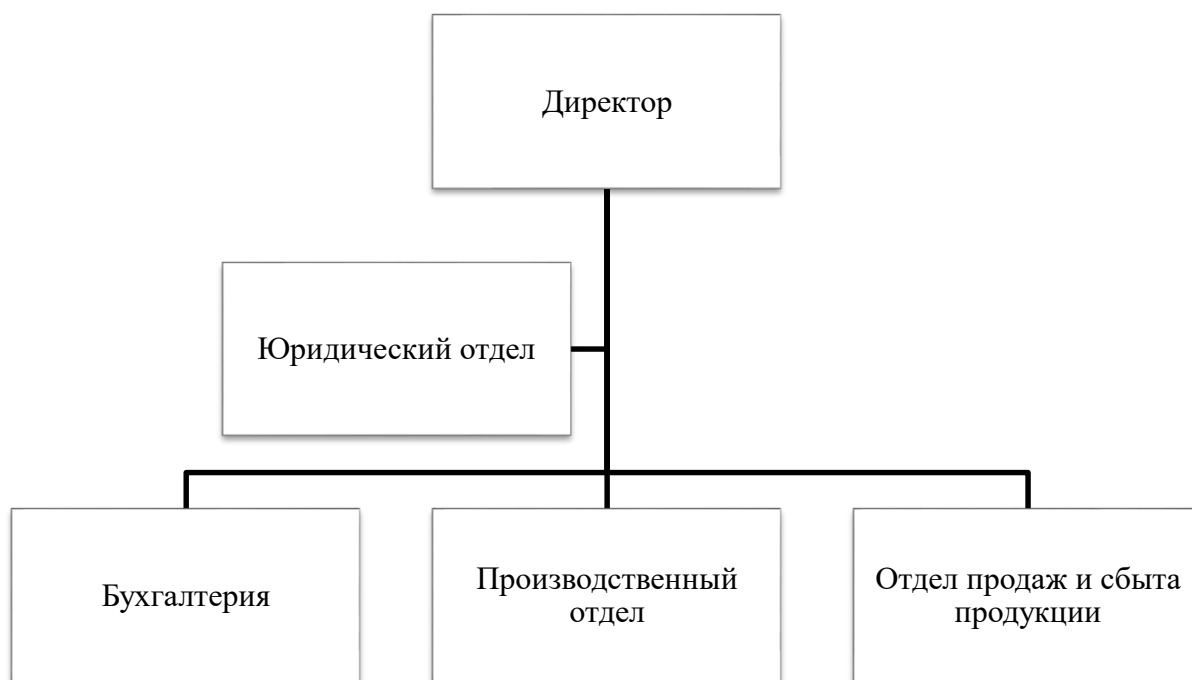 Директор
Юридический отдел
Бухгалтерия
Производственный
отдел
Отдел продаж и сбыта
продукции